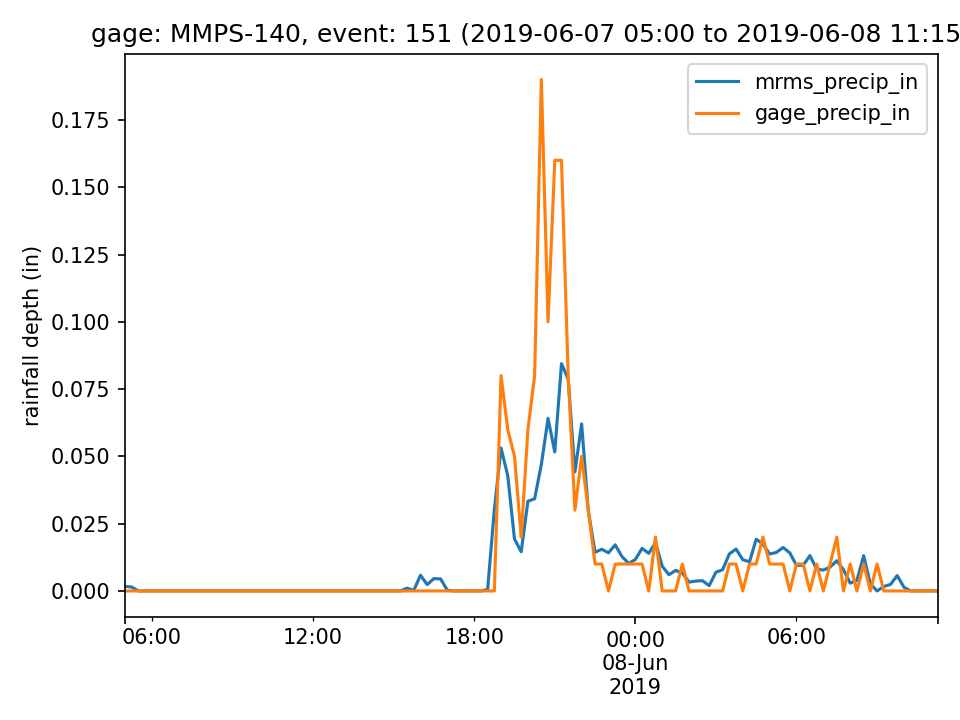 gage: MMPS-140, event: 151 (2019-06-07 05:00 to 2019-06-08 11:15
mrms_precip_in
gage_precip_in
rainfall depth (in)
0.175
0.150
0.125
0.100
0.075
0.050
0.025
0.000
06:00
12:00
18:00
00:00
08-Jun
2019
06:00